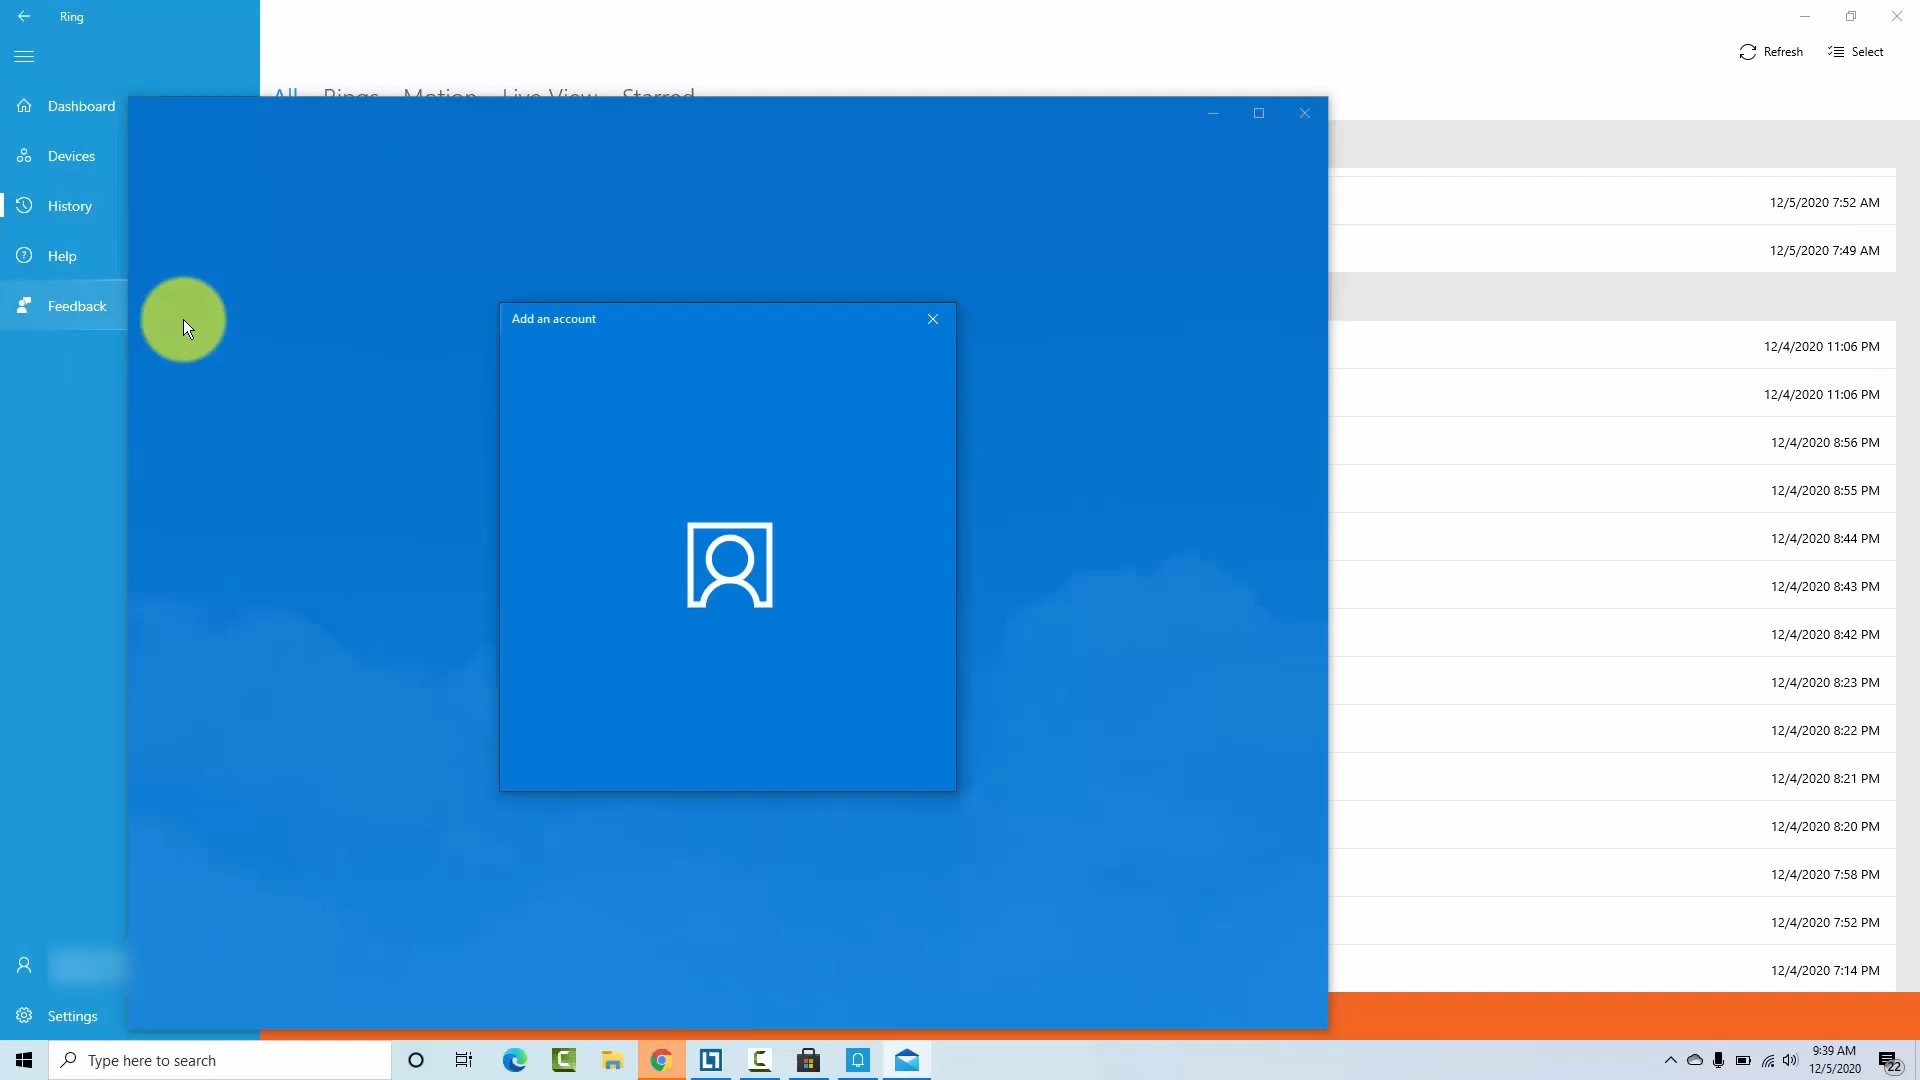 Ring
Refresh
Select
All Rings Motion Live View Starred
Dashboard
Devices
History
Help
Feedback
Add an account
12/5/2020 7:52 AM
12/5/2020 7:49 AM
12/4/2020 11:06 PM
12/4/2020 11:06 PM
12/4/2020 8:56 PM
12/4/2020 8:55 PM
12/4/2020 8:44 PM
12/4/2020 8:43 PM
12/4/2020 8:42 PM
12/4/2020 8:23 PM
12/4/2020 8:22 PM
12/4/2020 8:21 PM
12/4/2020 8:20 PM
12/4/2020 7:58 PM
12/4/2020 7:52 PM
12/4/2020 7:14 PM
Settings
Type here to search
9:39 AM
12/5/2020
22